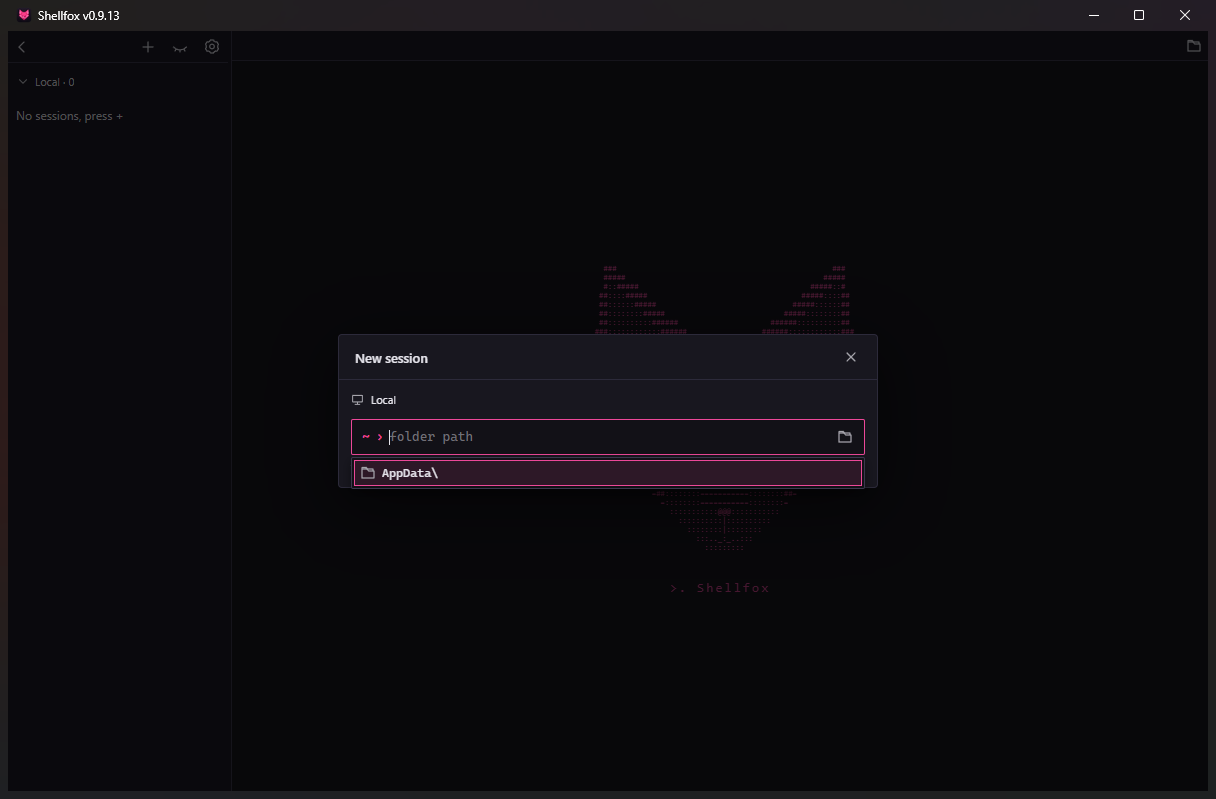 Shellfox v0.9.13
Local · 0
No sessions, press +
New session
Local
~ › folder path
AppData\
>. Shellfox